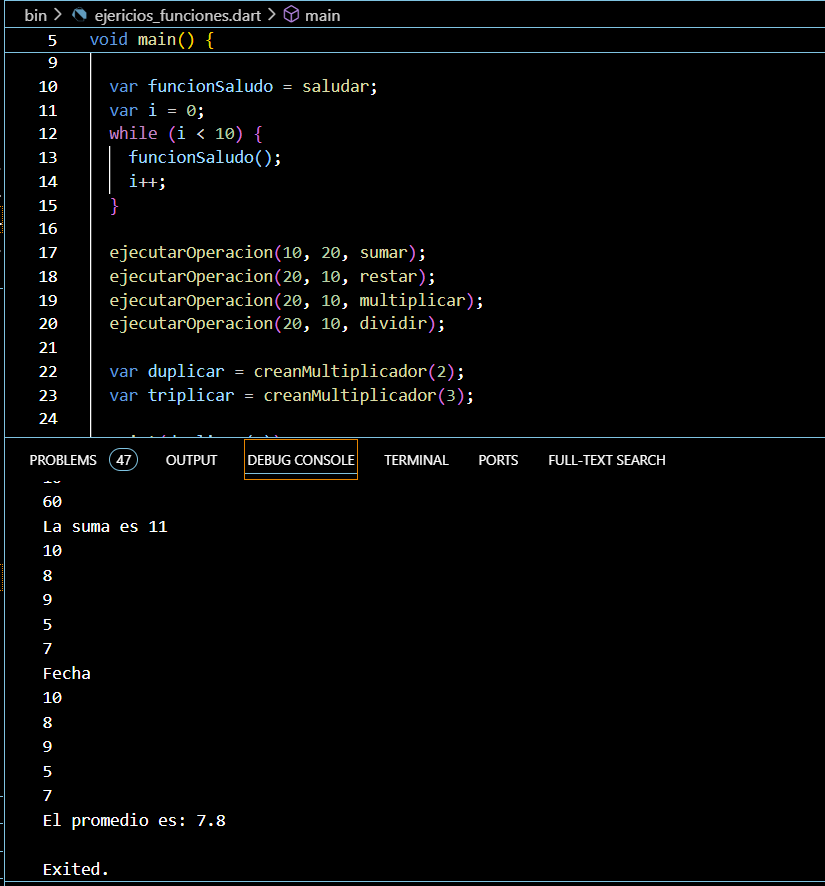 bin > ejericios_funciones.dart > main
5 void main() {
9
10 var funcionSaludo = saludar;
11 var i = 0;
12 while (i < 10) {
13 funcionSaludo();
14 i++;
15 }
16
17 ejecutarOperacion(10, 20, sumar);
18 ejecutarOperacion(20, 10, restar);
19 ejecutarOperacion(20, 10, multiplicar);
20 ejecutarOperacion(20, 10, dividir);
21
22 var duplicar = creanMultiplicador(2);
23 var triplicar = creanMultiplicador(3);
24
PROBLEMS 47 OUTPUT DEBUG CONSOLE TERMINAL PORTS FULL-TEXT SEARCH
60
La suma es 11
10
8
9
5
7
Fecha
10
8
9
5
7
El promedio es: 7.8
Exited.